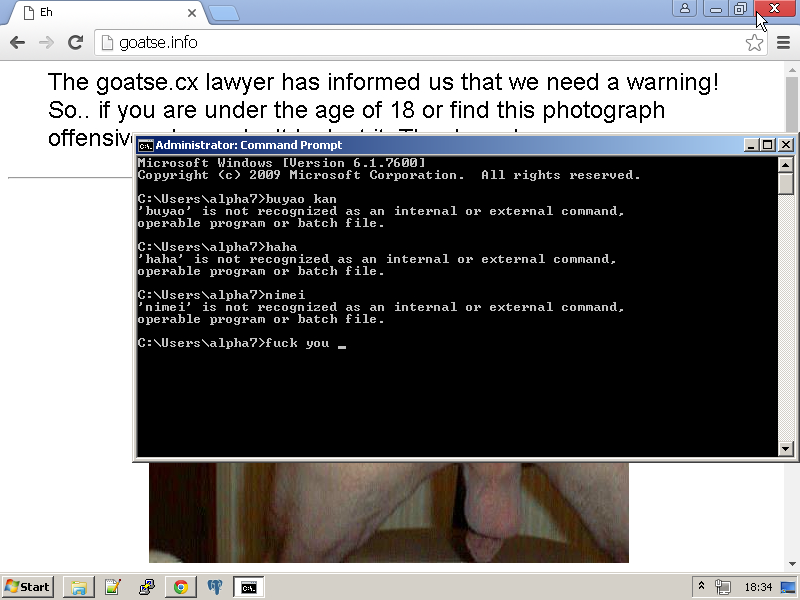 Eh
goatse.info
The goatse.cx lawyer has informed us that we need a warning!
So.. if you are under the age of 18 or find this photograph
offensive
Administrator: Command Prompt
Microsoft Windows [Version 6.1.7600]
Copyright (c) 2009 Microsoft Corporation.  All rights reserved.
C:\Users\alpha7>buyao kan
'buyao' is not recognized as an internal or external command,
operable program or batch file.
C:\Users\alpha7>haha
'haha' is not recognized as an internal or external command,
operable program or batch file.
C:\Users\alpha7>nimei
'nimei' is not recognized as an internal or external command,
operable program or batch file.
C:\Users\alpha7>fuck you _
Start
18:34